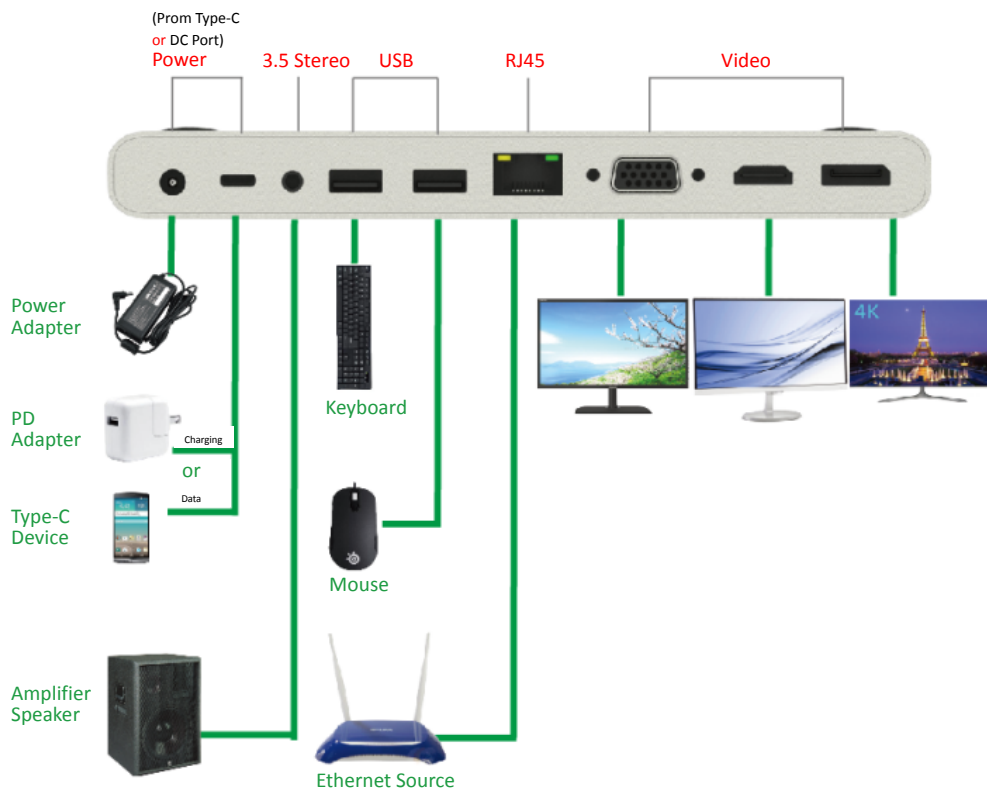 (Prom Type-C
or DC Port)
Power
3.5 Stereo
USB
RJ45
Video
Power
Adapter
4K
Keyboard
PD
Adapter
Charging
or
Data
Type-C
Device
Mouse
Amplifier
Speaker
Ethernet Source